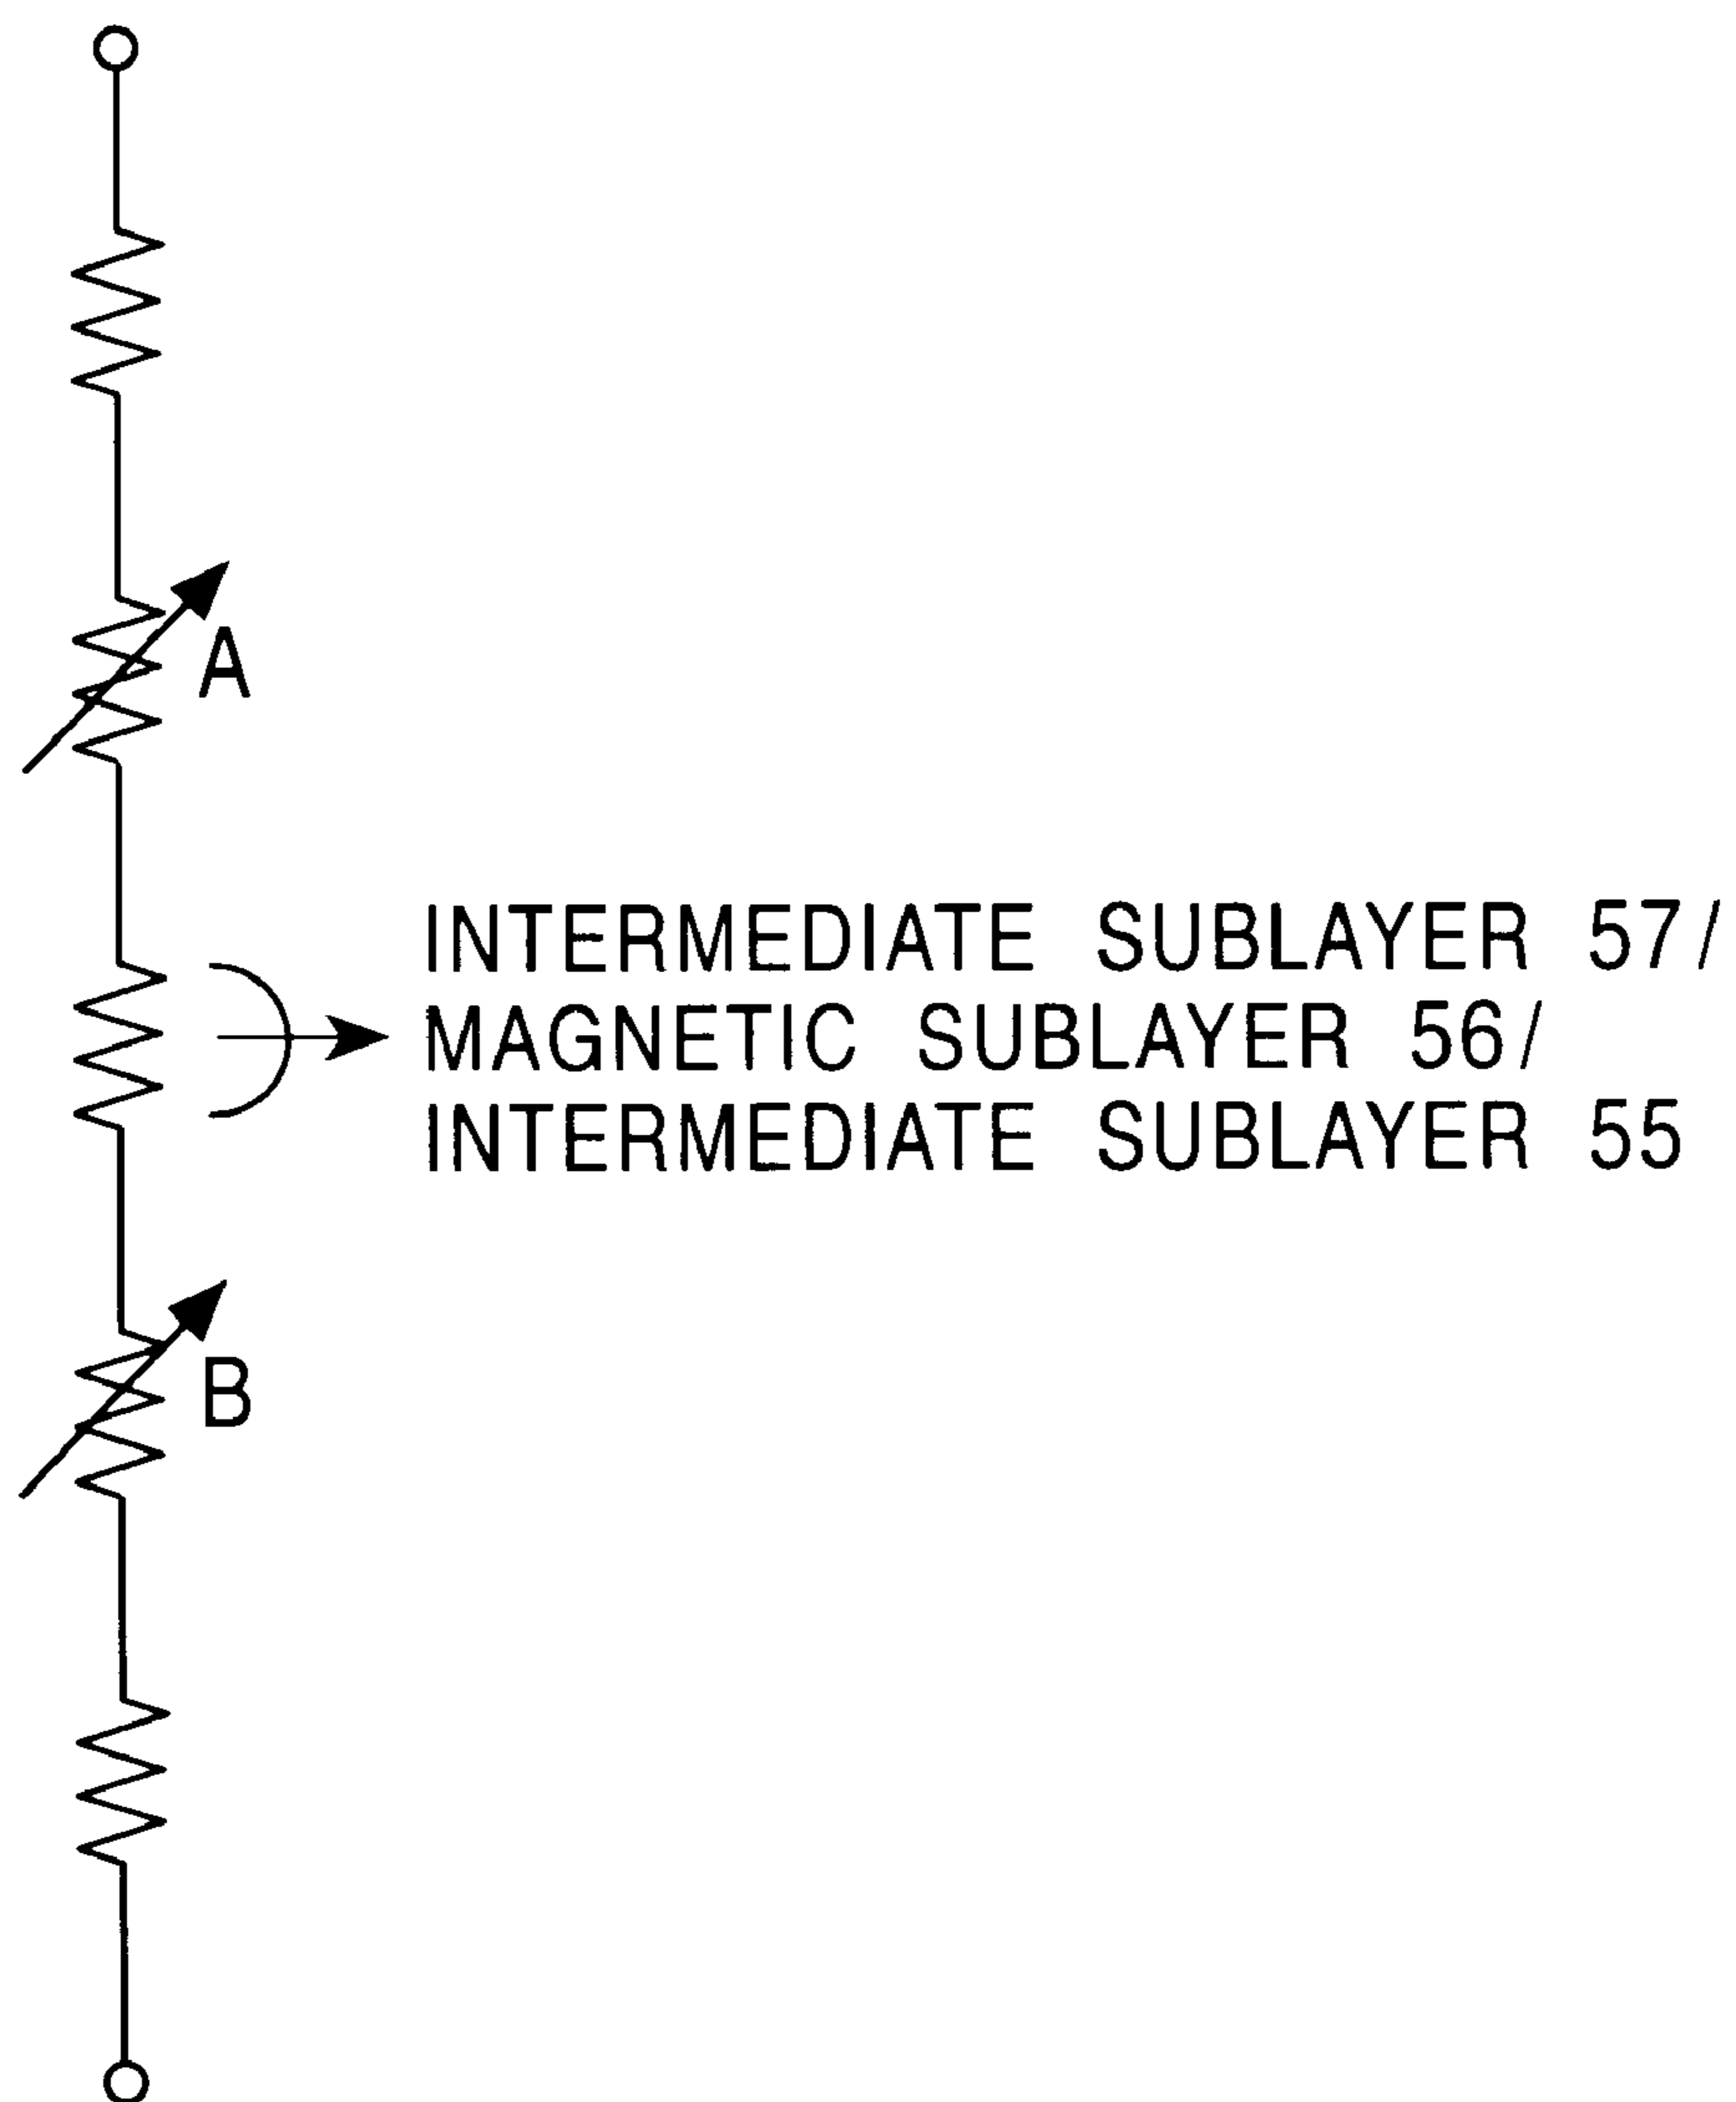 A
INTERMEDIATE SUBLAYER 57/
MAGNETIC SUBLAYER 56/
INTERMEDIATE SUBLAYER 55
B